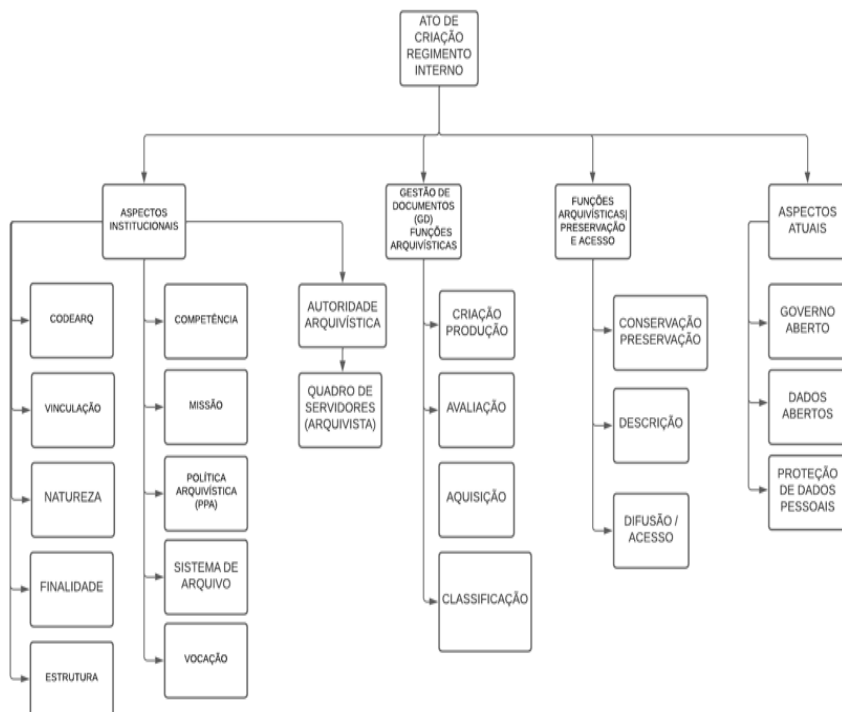 ATO DE
CRIAÇÃO
REGIMENTO
INTERNO
ASPECTOS
INSTITUCIONAIS
GESTÃO DE
DOCUMENTOS
(GD)
FUNÇÕES
ARQUIVÍSTICAS
FUNÇÕES
ARQUIVÍSTICAS|
PRESERVAÇÃO
E ACESSO
ASPECTOS
ATUAIS
CODEARQ
VINCULAÇÃO
NATUREZA
FINALIDADE
ESTRUTURA
COMPETÊNCIA
MISSÃO
POLÍTICA
ARQUIVÍSTICA
(PPA)
SISTEMA DE
ARQUIVO
VOCAÇÃO
AUTORIDADE
ARQUIVÍSTICA
QUADRO DE
SERVIDORES
(ARQUIVISTA)
CRIAÇÃO
PRODUÇÃO
AVALIAÇÃO
AQUISIÇÃO
CLASSIFICAÇÃO
CONSERVAÇÃO
PRESERVAÇÃO
DESCRIÇÃO
DIFUSÃO /
ACESSO
GOVERNO
ABERTO
DADOS
ABERTOS
PROTEÇÃO
DE DADOS
PESSOAIS